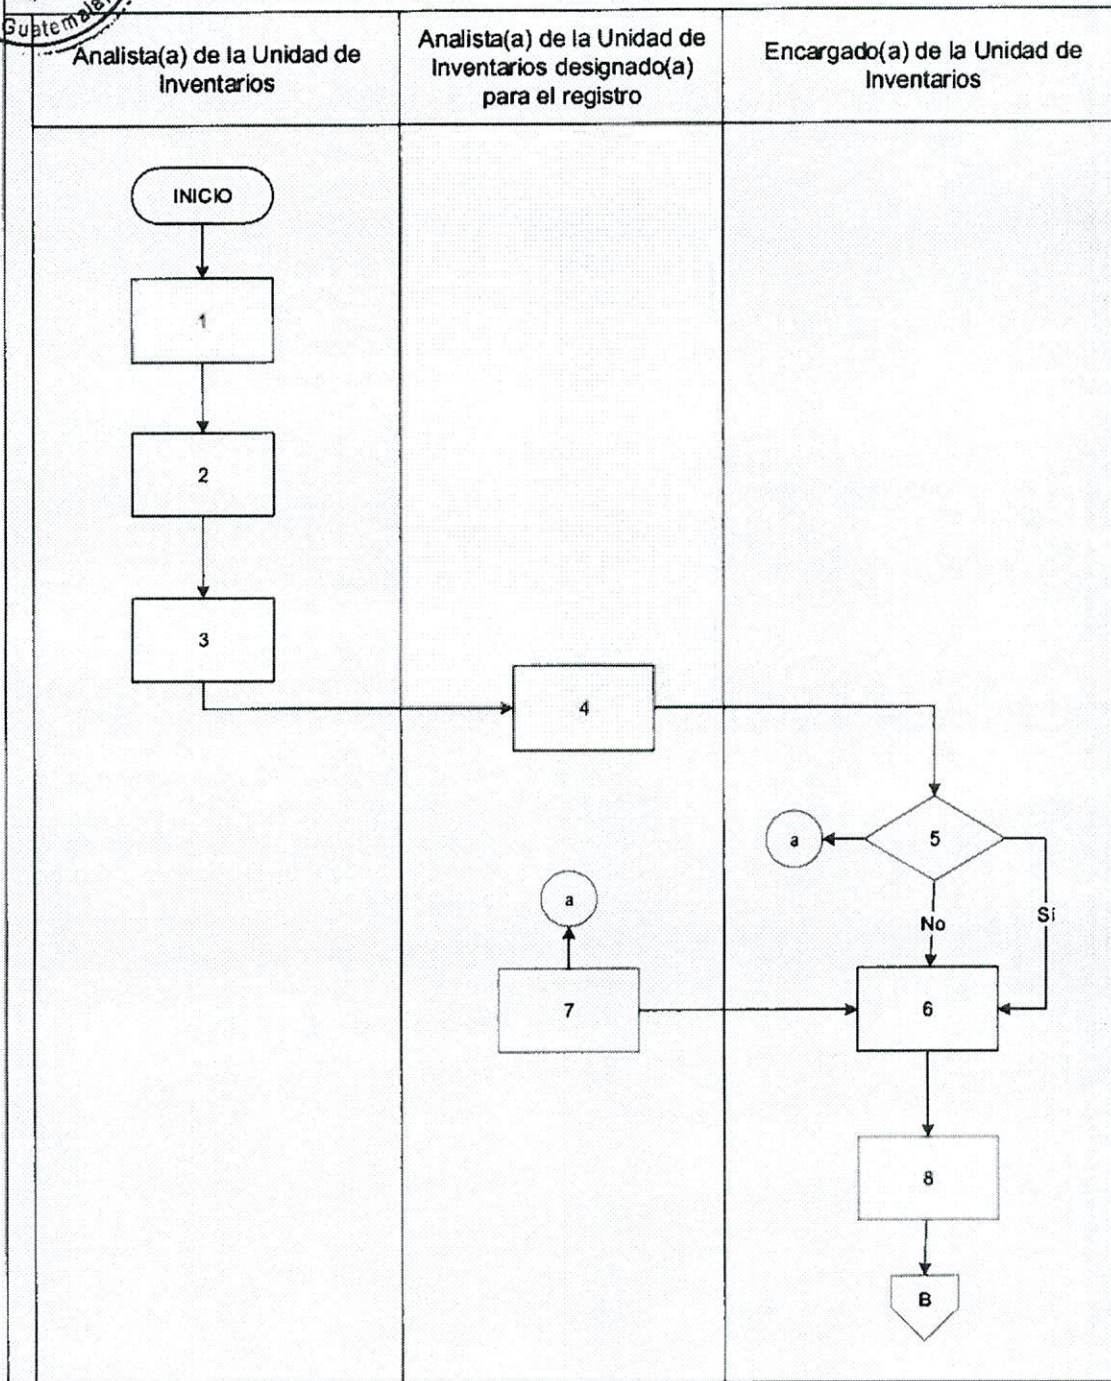 Guatemala
Analista(a) de la Unidad de
Inventarios
Analista(a) de la Unidad de
Inventarios designado(a)
para el registro
Encargado(a) de la Unidad de
Inventarios
INICIO
1
2
3
4
5
a
a
No
Si
7
6
8
B